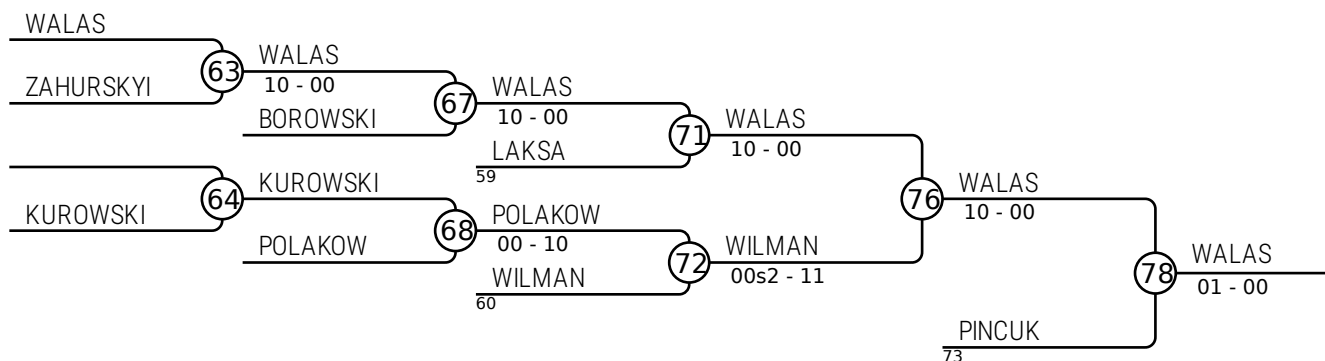 WALAS
ZAHURSKYI
63
WALAS
10 - 00
BOROWSKI
67
WALAS
10 - 00
LAKSA
59
71
WALAS
10 - 00
KUROWSKI
64
KUROWSKI
POLAKOW
68
POLAKOW
00 - 10
WILMAN
60
72
WILMAN
00s2 - 11
76
WALAS
10 - 00
PINCUK
73
78
WALAS
01 - 00